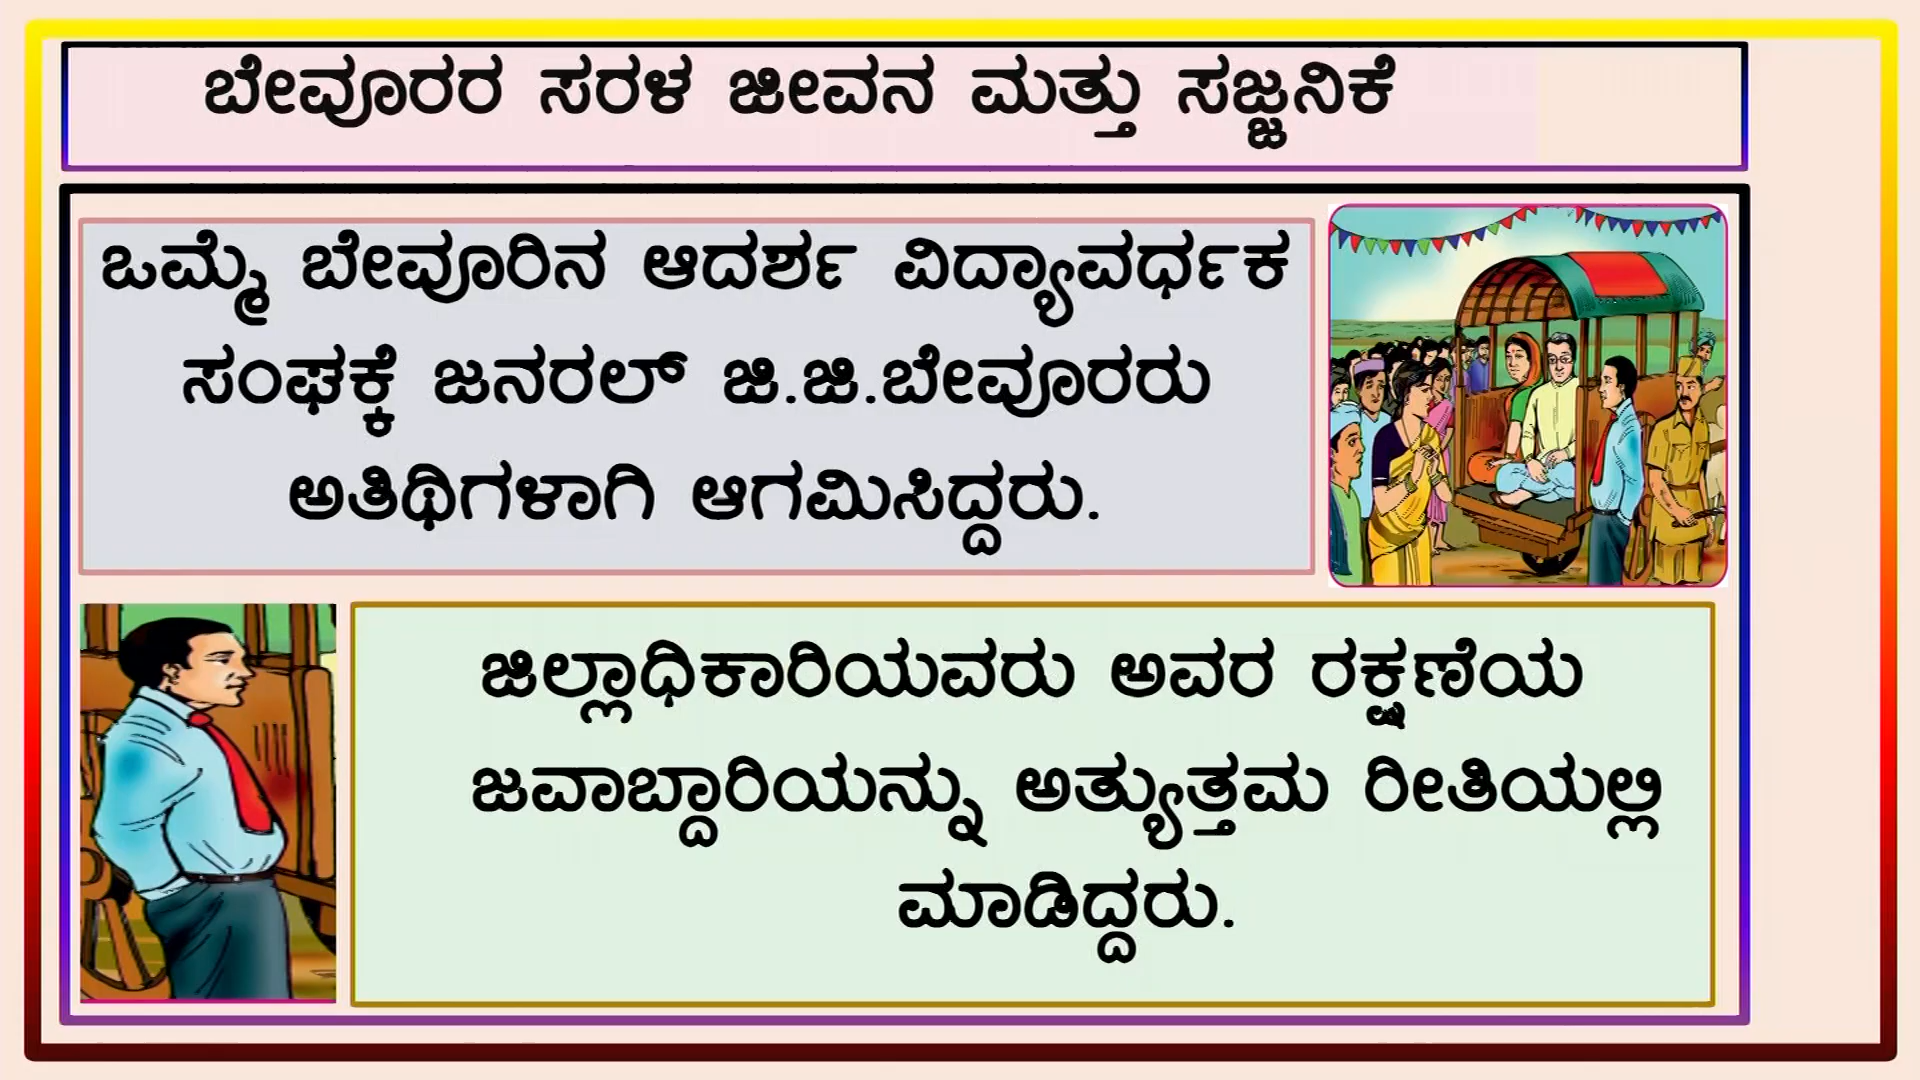 ಬೇವೂರರ ಸರಳ ಜೀವನ ಮತ್ತು ಸಜ್ಜನಿಕೆ
ಒಮ್ಮೆ ಬೇವೂರಿನ ಆದರ್ಶ ವಿದ್ಯಾವರ್ಧಕ
ಸಂಘಕ್ಕೆ ಜನರಲ್ ಜಿ.ಜಿ.ಬೇವೂರರು
ಅತಿಥಿಗಳಾಗಿ ಆಗಮಿಸಿದ್ದರು.
ಜಿಲ್ಲಾಧಿಕಾರಿಯವರು ಅವರ ರಕ್ಷಣೆಯ
ಜವಾಬ್ದಾರಿಯನ್ನು ಅತ್ಯುತ್ತಮ ರೀತಿಯಲ್ಲಿ
ಮಾಡಿದ್ದರು.